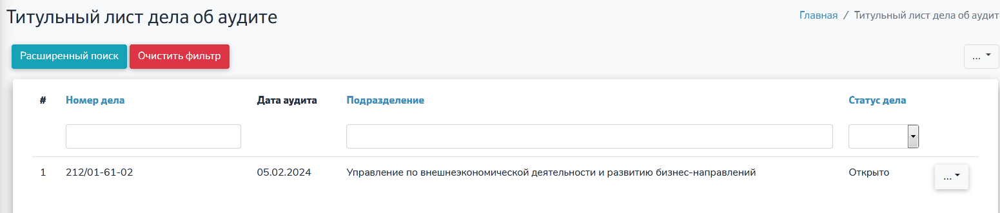 Титульный лист дела об аудите
Главная / Титульный лист дела об аудит
Расширенный поиск Очистить фильтр ...
# Номер дела Дата аудита Подразделение Статус дела
1 212/01-61-02 05.02.2024 Управление по внешнеэкономической деятельности и развитию бизнес-направлений Открыто ...